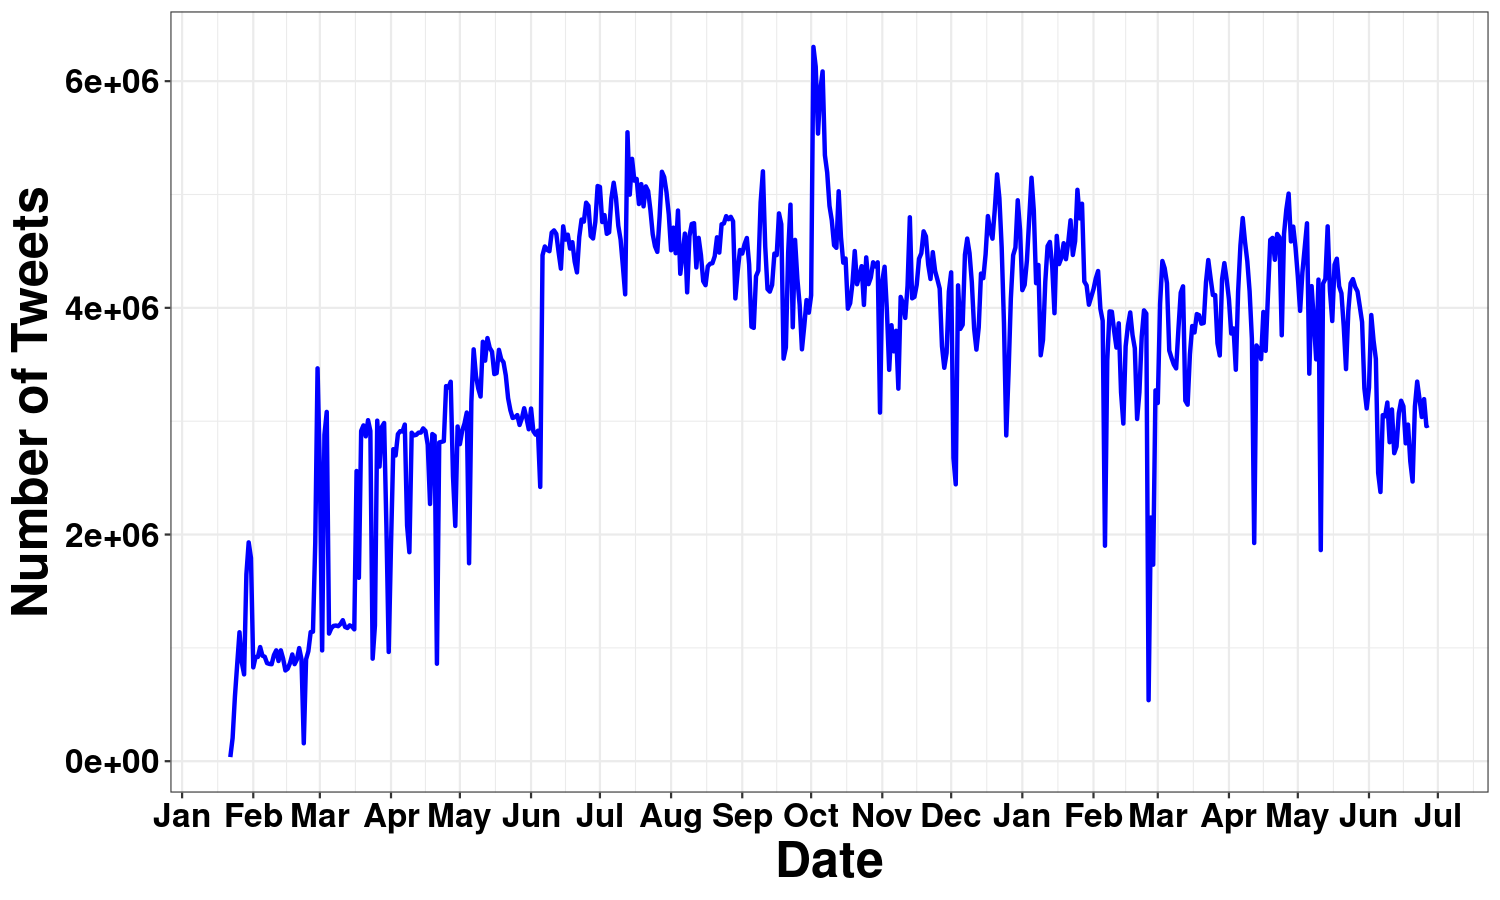 Number of Tweets
6e+06
4e+06
2e+06
0e+00
Jan Feb Mar Apr May Jun Jul Aug Sep Oct Nov Dec Jan Feb Mar Apr May Jun Jul
Date